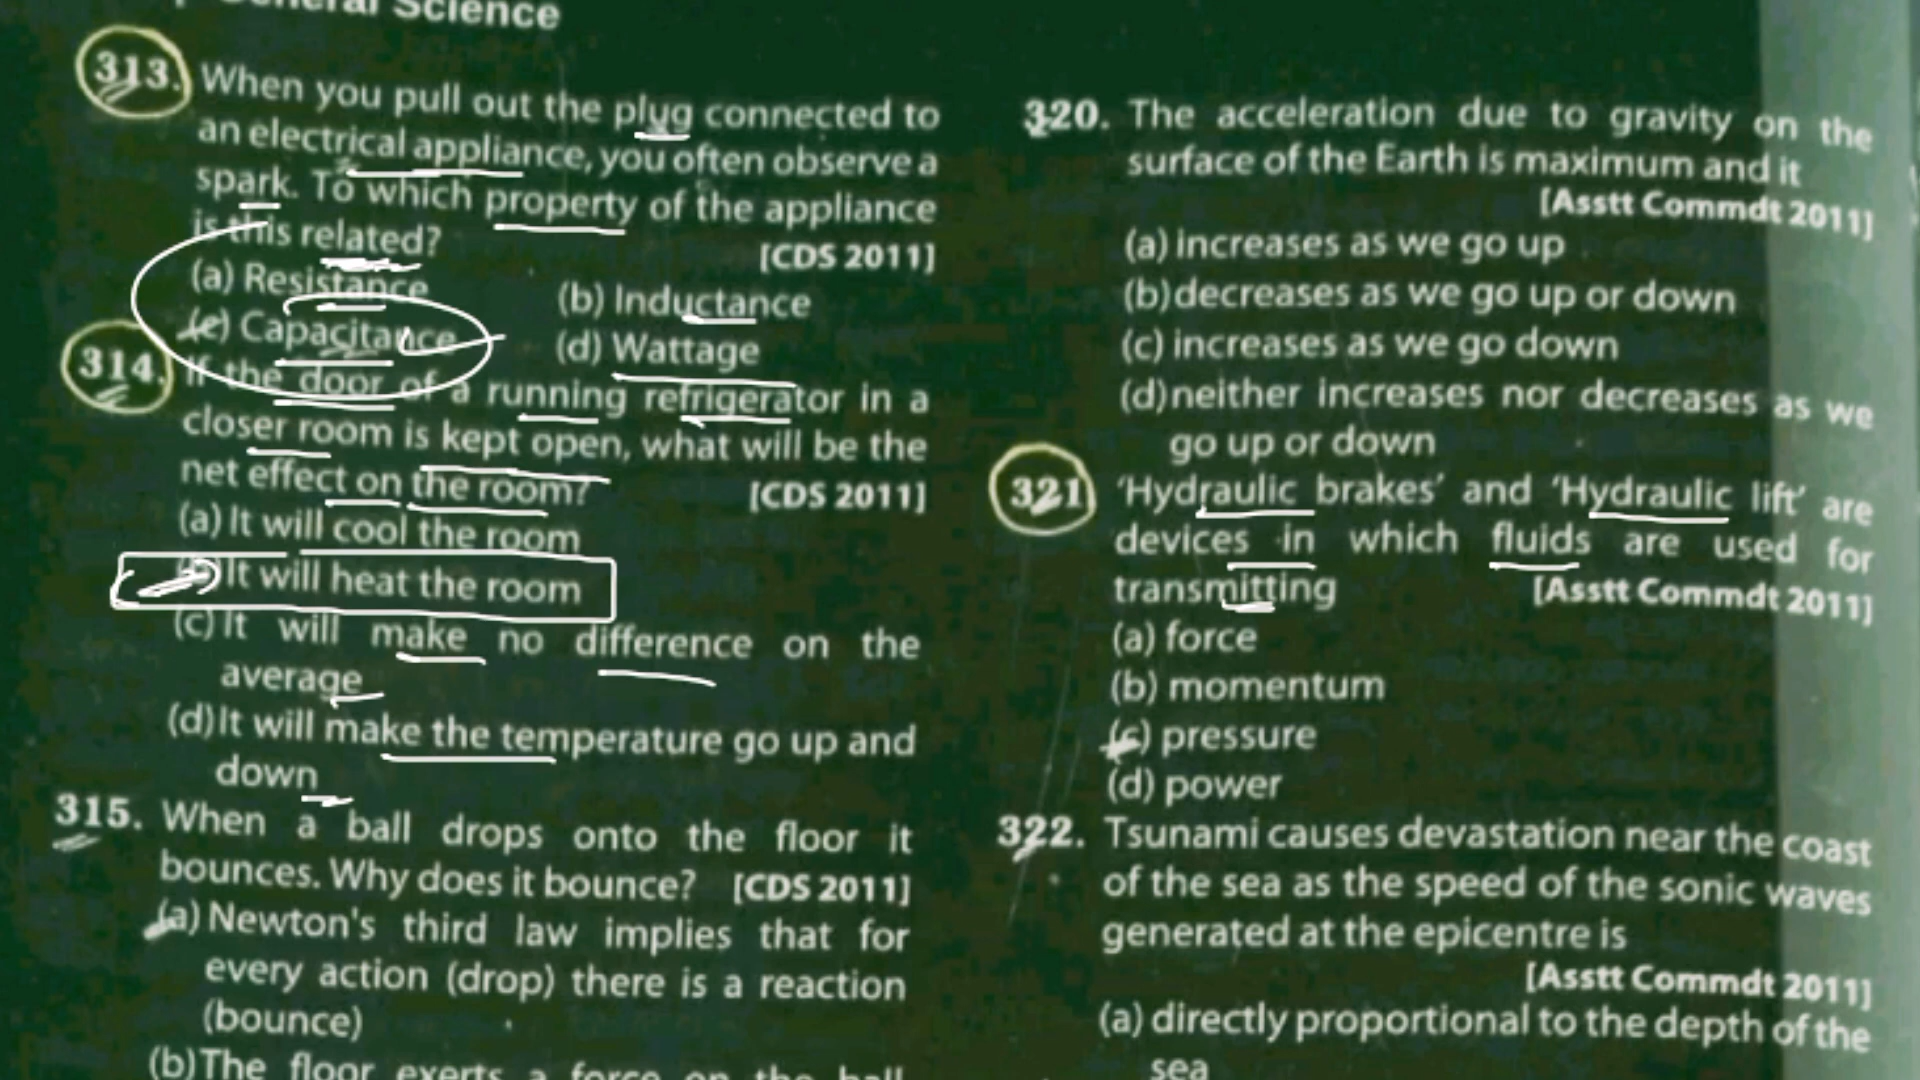 General Science
313. When you pull out the plug connected to
an electrical appliance, you often observe a
spark. To which property of the appliance
is this related? [CDS 2011]
(a) Resistance (b) Inductance
(c) Capacitance (d) Wattage
314. If the door of a running refrigerator in a
closer room is kept open, what will be the
net effect on the room? [CDS 2011]
(a) It will cool the room
It will heat the room
(c) It will make no difference on the
average
(d) It will make the temperature go up and
down
315. When a ball drops onto the floor it
bounces. Why does it bounce? [CDS 2011]
(a) Newton's third law implies that for
every action (drop) there is a reaction
(bounce)
(b) The floor exerts a force on the ball
320. The acceleration due to gravity on the
surface of the Earth is maximum and it
[Asstt Commdt 2011]
(a) increases as we go up
(b) decreases as we go up or down
(c) increases as we go down
(d) neither increases nor decreases as we
go up or down
321 'Hydraulic brakes' and 'Hydraulic lift' are
devices in which fluids are used for
transmitting [Asstt Commdt 2011]
(a) force
(b) momentum
(c) pressure
(d) power
322. Tsunami causes devastation near the coast
of the sea as the speed of the sonic waves
generated at the epicentre is
[Asstt Commdt 2011]
(a) directly proportional to the depth of the
sea